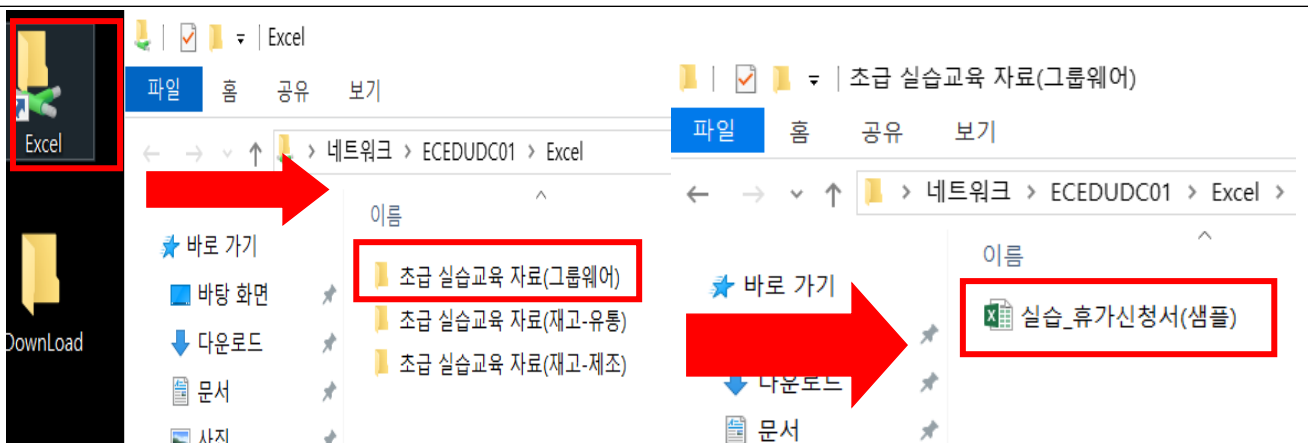 Excel
DownLoad
Excel
파일 홈 공유 보기
네트워크 > ECEDUDC01 > Excel
이름
바로 가기
바탕 화면
다운로드
문서
사진
초급 실습교육 자료(그룹웨어)
초급 실습교육 자료(재고-유통)
초급 실습교육 자료(재고-제조)
초급 실습교육 자료(그룹웨어)
파일 홈 공유 보기
네트워크 > ECEDUDC01 > Excel >
이름
바로 가기
다운로드
문서
실습_휴가신청서(샘플)